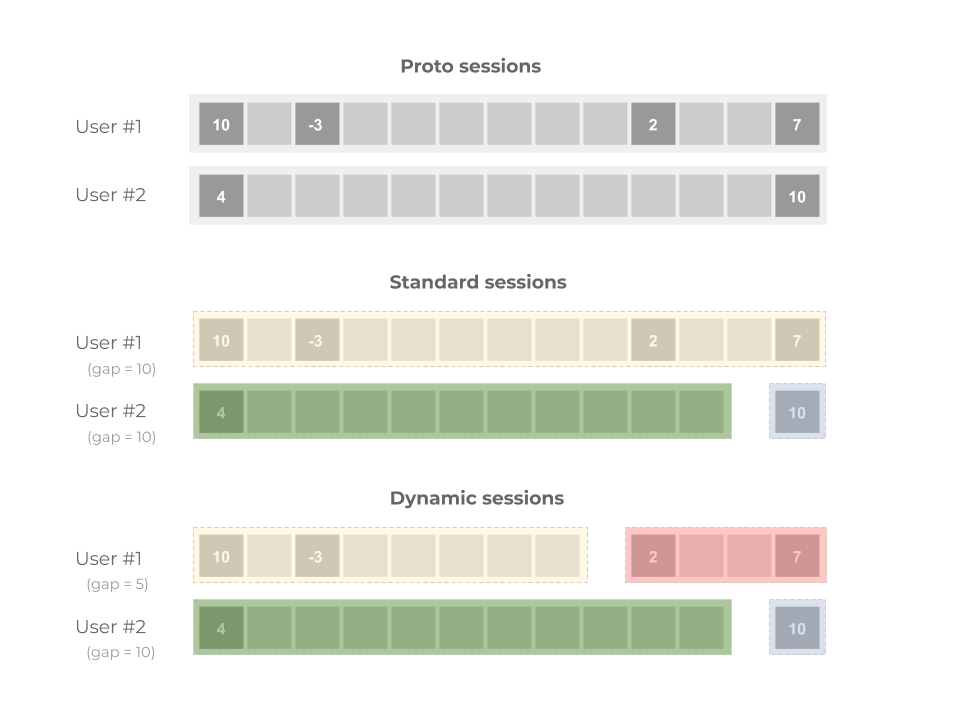 Proto sessions
User #1
10 -3 2 7
User #2
4 10
Standard sessions
User #1
10 -3 2 7
(gap = 10)
User #2
4 10
(gap = 10)
Dynamic sessions
User #1
10 -3 2 7
(gap = 5)
User #2
4 10
(gap = 10)